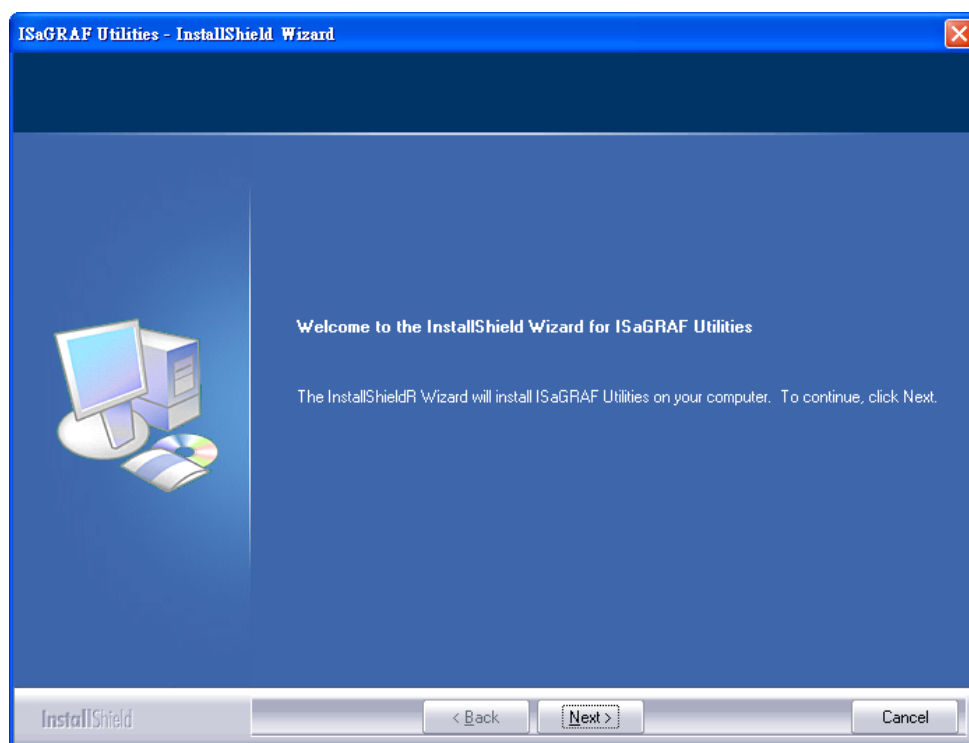 ISaGRAF Utilities - InstallShield Wizard
Welcome to the InstallShield Wizard for ISaGRAF Utilities
The InstallShieldR Wizard will install ISaGRAF Utilities on your computer. To continue, click Next.
InstallShield
< Back
Next >
Cancel